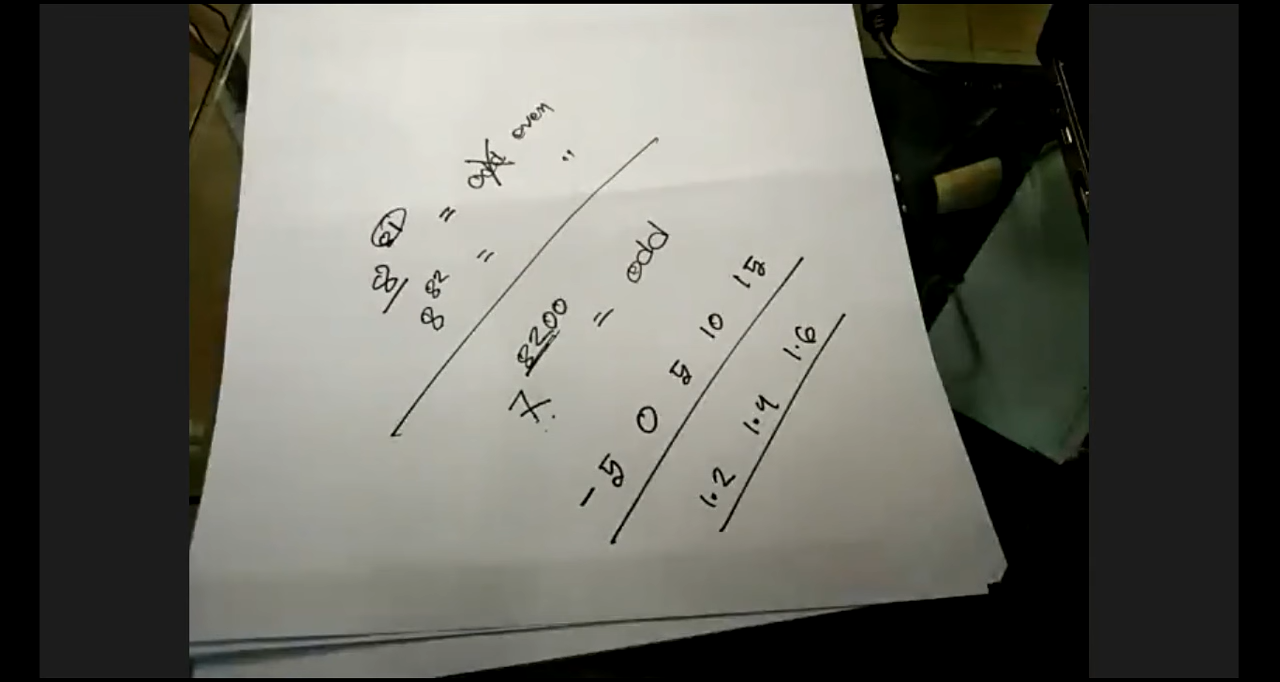 8 81 = odd even
8 82 = "
7 8200 = odd
-5 0 5 10 15
1.2 1.4 1.6